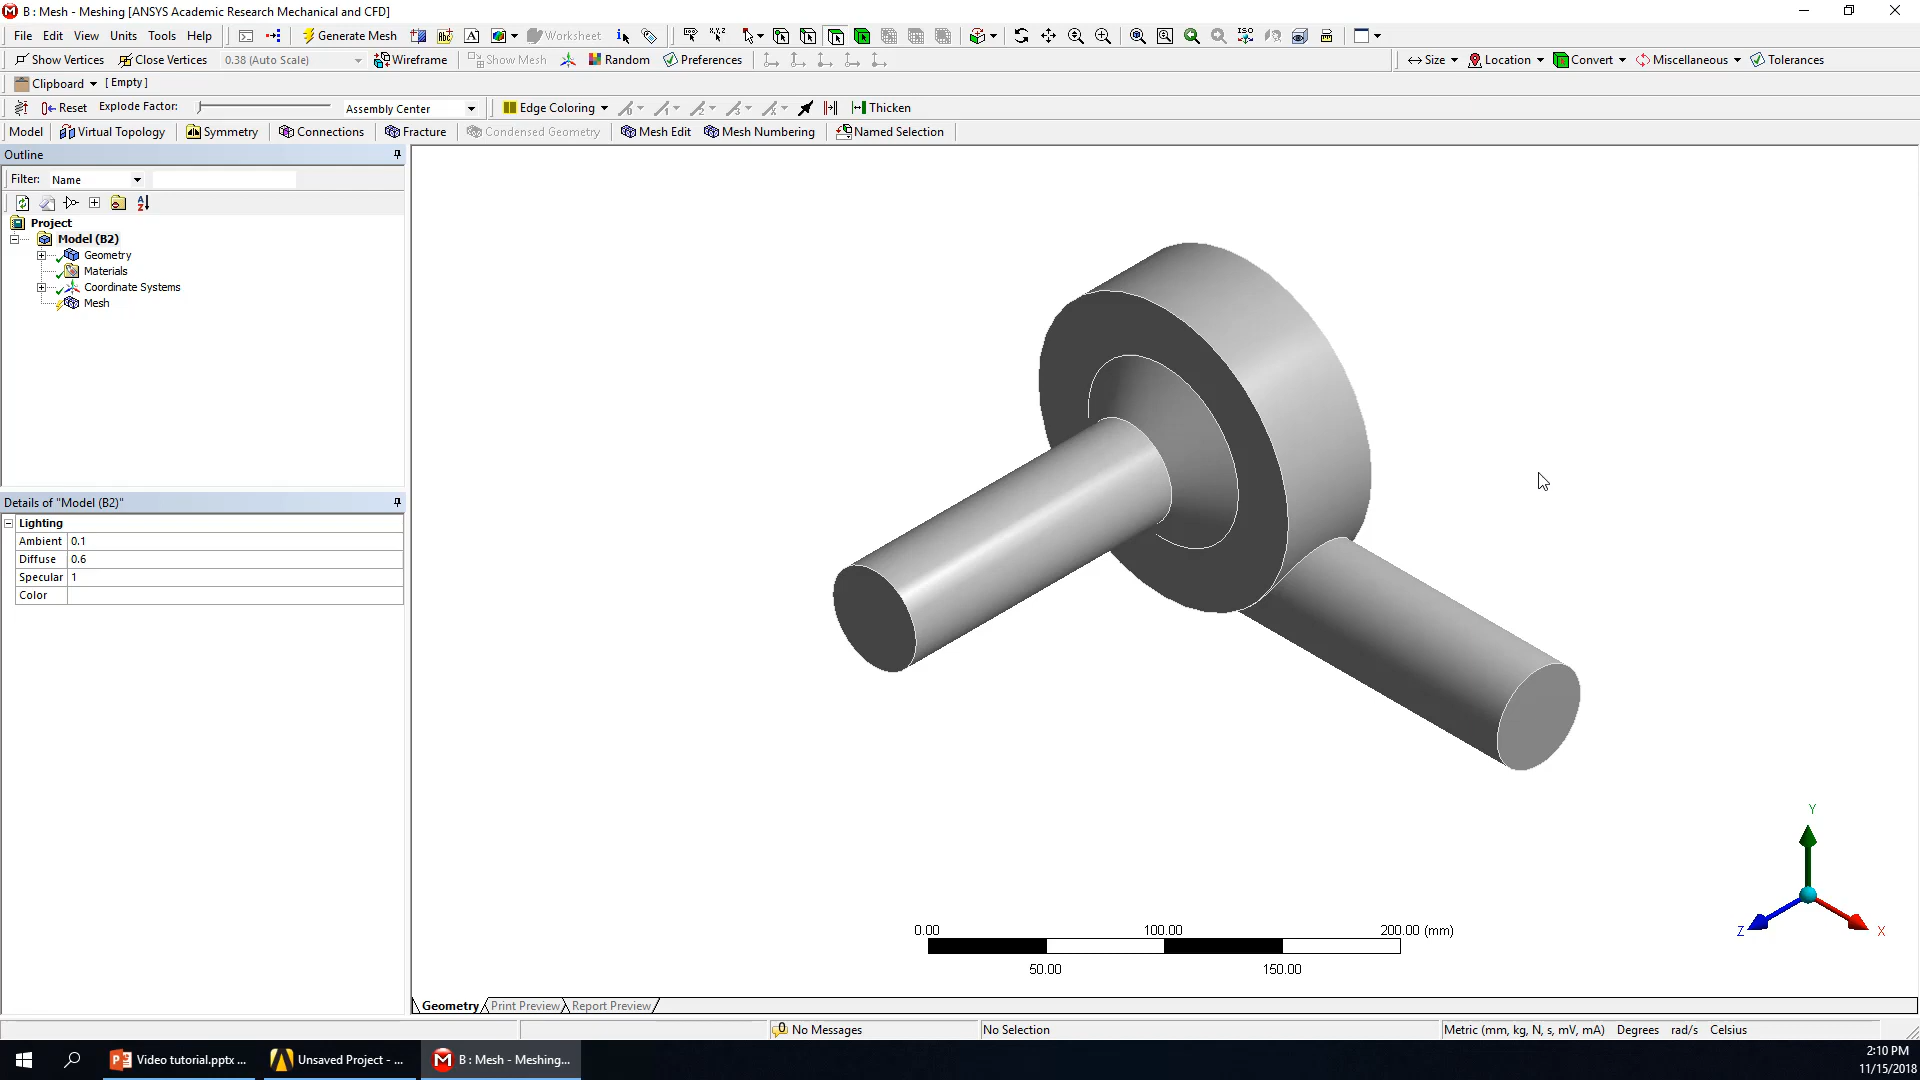 B : Mesh - Meshing [ANSYS Academic Research Mechanical and CFD]
File Edit View Units Tools Help Generate Mesh Worksheet
Show Vertices Close Vertices 0.38 (Auto Scale) Wireframe Show Mesh Random Preferences Size Location Convert Miscellaneous Tolerances
Clipboard [ Empty ]
Reset Explode Factor: Assembly Center Edge Coloring Thicken
Model Virtual Topology Symmetry Connections Fracture Condensed Geometry Mesh Edit Mesh Numbering Named Selection
Outline
Filter: Name
Project
Model (B2)
Geometry
Materials
Coordinate Systems
Mesh
Details of "Model (B2)"
Lighting
Ambient 0.1
Diffuse 0.6
Specular 1
Color
Y
Z X
0.00 100.00 200.00 (mm)
50.00 150.00
Geometry Print Preview Report Preview
No Messages No Selection Metric (mm, kg, N, s, mV, mA) Degrees rad/s Celsius
Video tutorial.pptx ... Unsaved Project - ... B : Mesh - Meshing...
2:10 PM
11/15/2018